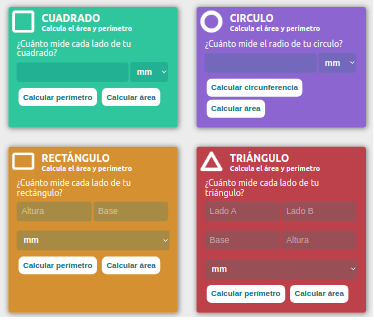 CUADRADO
Calcula el área y perímetro
¿Cuánto mide cada lado de tu
cuadrado?
mm
Calcular perímetro
Calcular área
CIRCULO
Calcula el área y perímetro
¿Cuánto mide el radio de tu circulo?
mm
Calcular circunferencia
Calcular área
RECTÁNGULO
Calcula el área y perímetro
¿Cuánto mide cada lado de tu
rectángulo?
Altura
Base
mm
Calcular perímetro
Calcular área
TRIÁNGULO
Calcula el área y perímetro
¿Cuánto mide cada lado de tu
triángulo?
Lado A
Lado B
Base
Altura
mm
Calcular perímetro
Calcular área